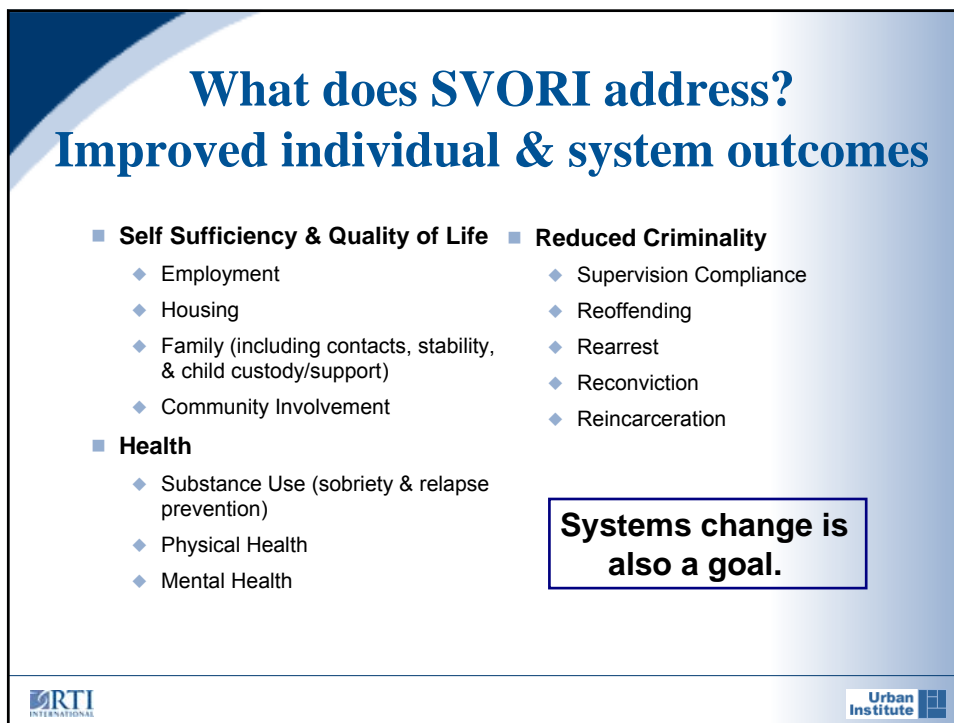 What does SVORI address?
Improved individual & system outcomes
Self Sufficiency & Quality of Life
Employment
Housing
Family (including contacts, stability,
& child custody/support)
Community Involvement
Health
Substance Use (sobriety & relapse
prevention)
Physical Health
Mental Health
Reduced Criminality
Supervision Compliance
Reoffending
Rearrest
Reconviction
Reincarceration
Systems change is
also a goal.
RTI
INTERNATIONAL
Urban
Institute